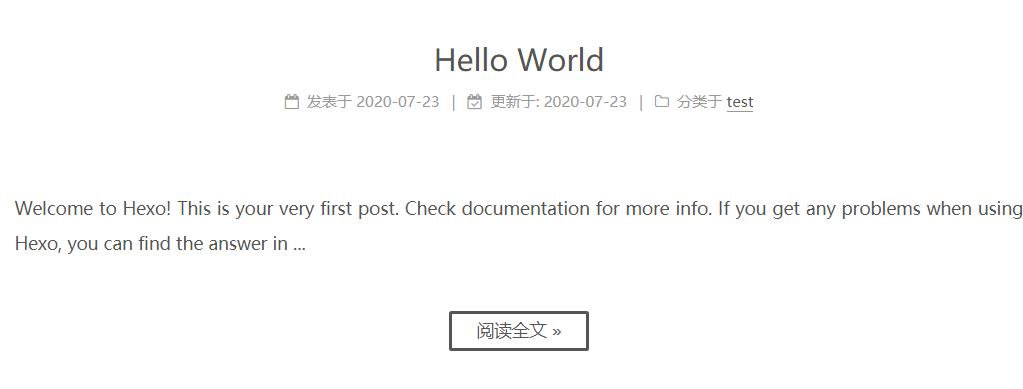 Hello World
发表于 2020-07-23 | 更新于: 2020-07-23 | 分类于 test
Welcome to Hexo! This is your very first post. Check documentation for more info. If you get any problems when using
Hexo, you can find the answer in ...
阅读全文 »